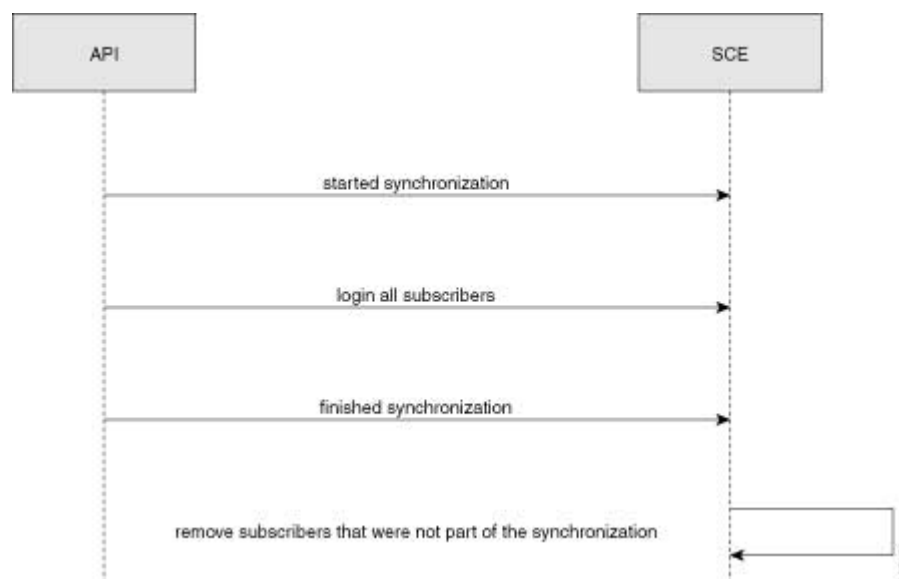 API
SCE
started synchronization
login all subscribers
finished synchronization
remove subscribers that were not part of the synchronization